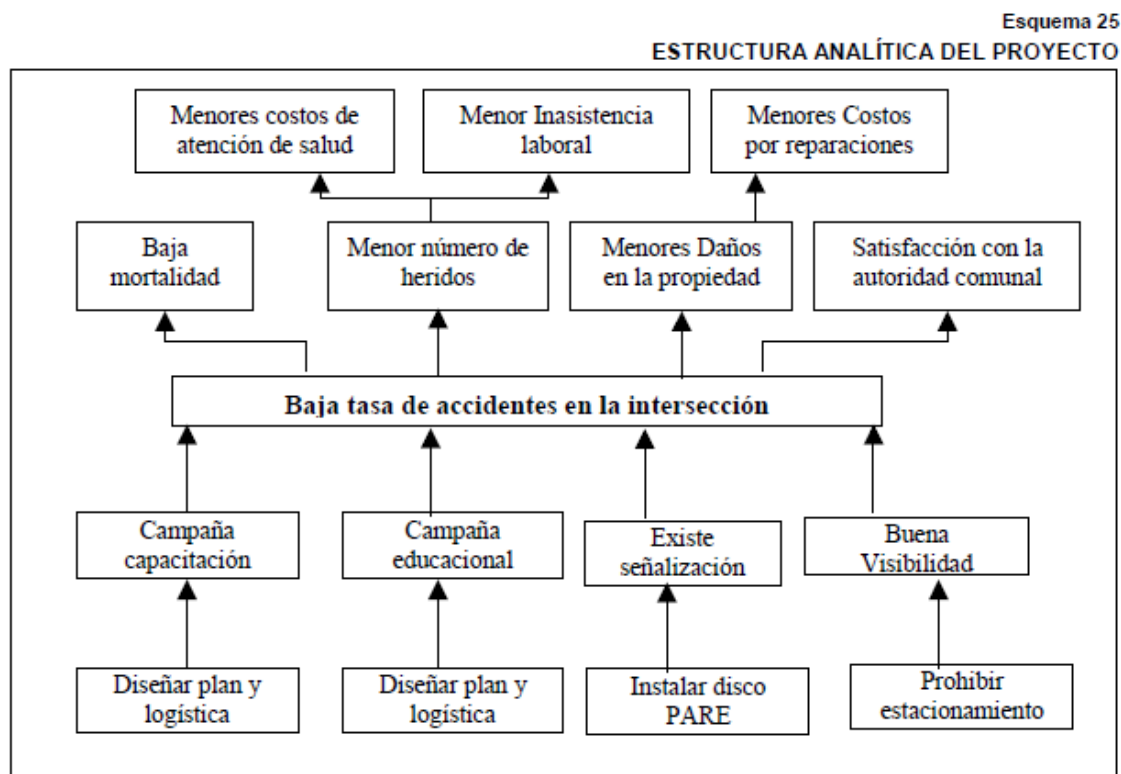 Esquema 25
ESTRUCTURA ANALÍTICA DEL PROYECTO
Menores costos de
atención de salud
Menor Inasistencia
laboral
Menores Costos
por reparaciones
Baja
mortalidad
Menor número de
heridos
Menores Daños
en la propiedad
Satisfacción con la
autoridad comunal
Baja tasa de accidentes en la intersección
Campaña
capacitación
Campaña
educacional
Existe
señalización
Buena
Visibilidad
Diseñar plan y
logística
Diseñar plan y
logística
Instalar disco
PARE
Prohibir
estacionamiento